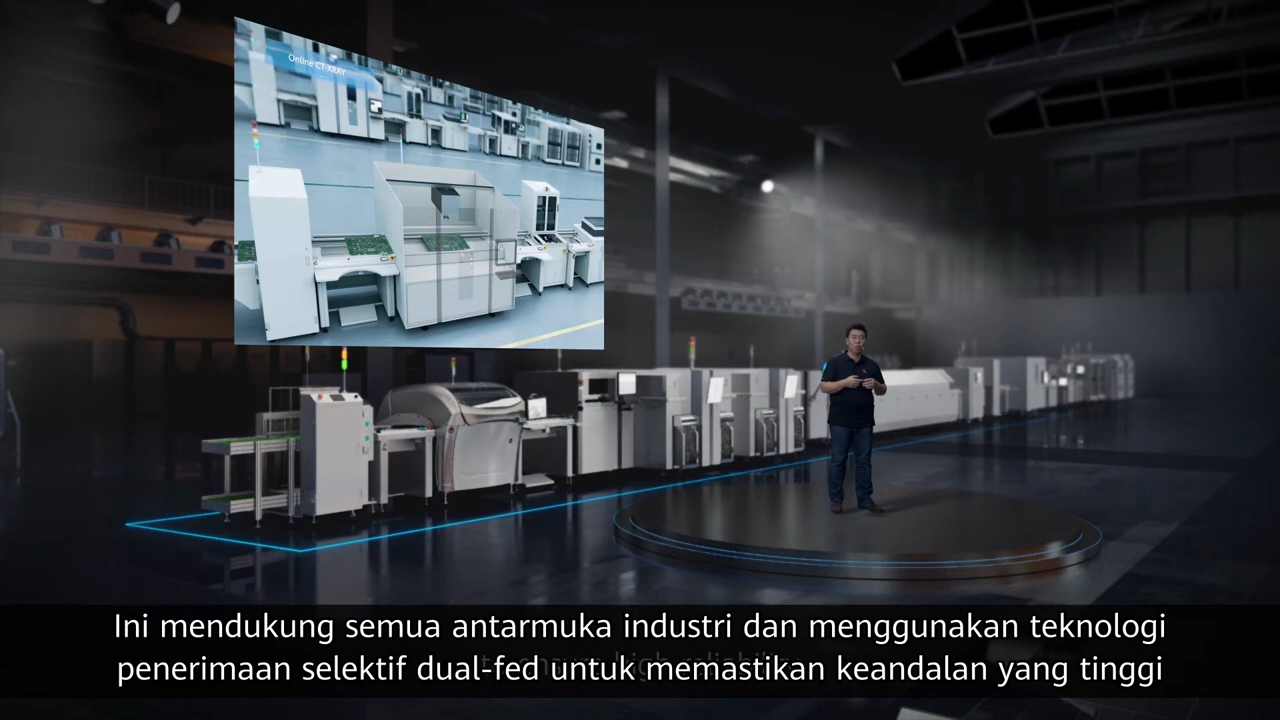 Online CT-XRAY
Ini mendukung semua antarmuka industri dan menggunakan teknologi
penerimaan selektif dual-fed untuk memastikan keandalan yang tinggi